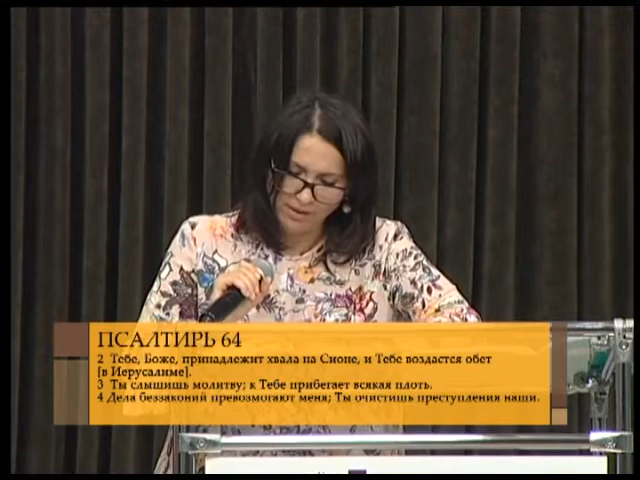 ПСАЛТИРЬ 64
2 Тебе, Боже, принадлежит хвала на Сионе, и Тебе воздастся обет
[в Иерусалиме].
3 Ты слышишь молитву; к Тебе прибегает всякая плоть.
4 Дела беззаконий превозмогают меня; Ты очистишь преступления наши.